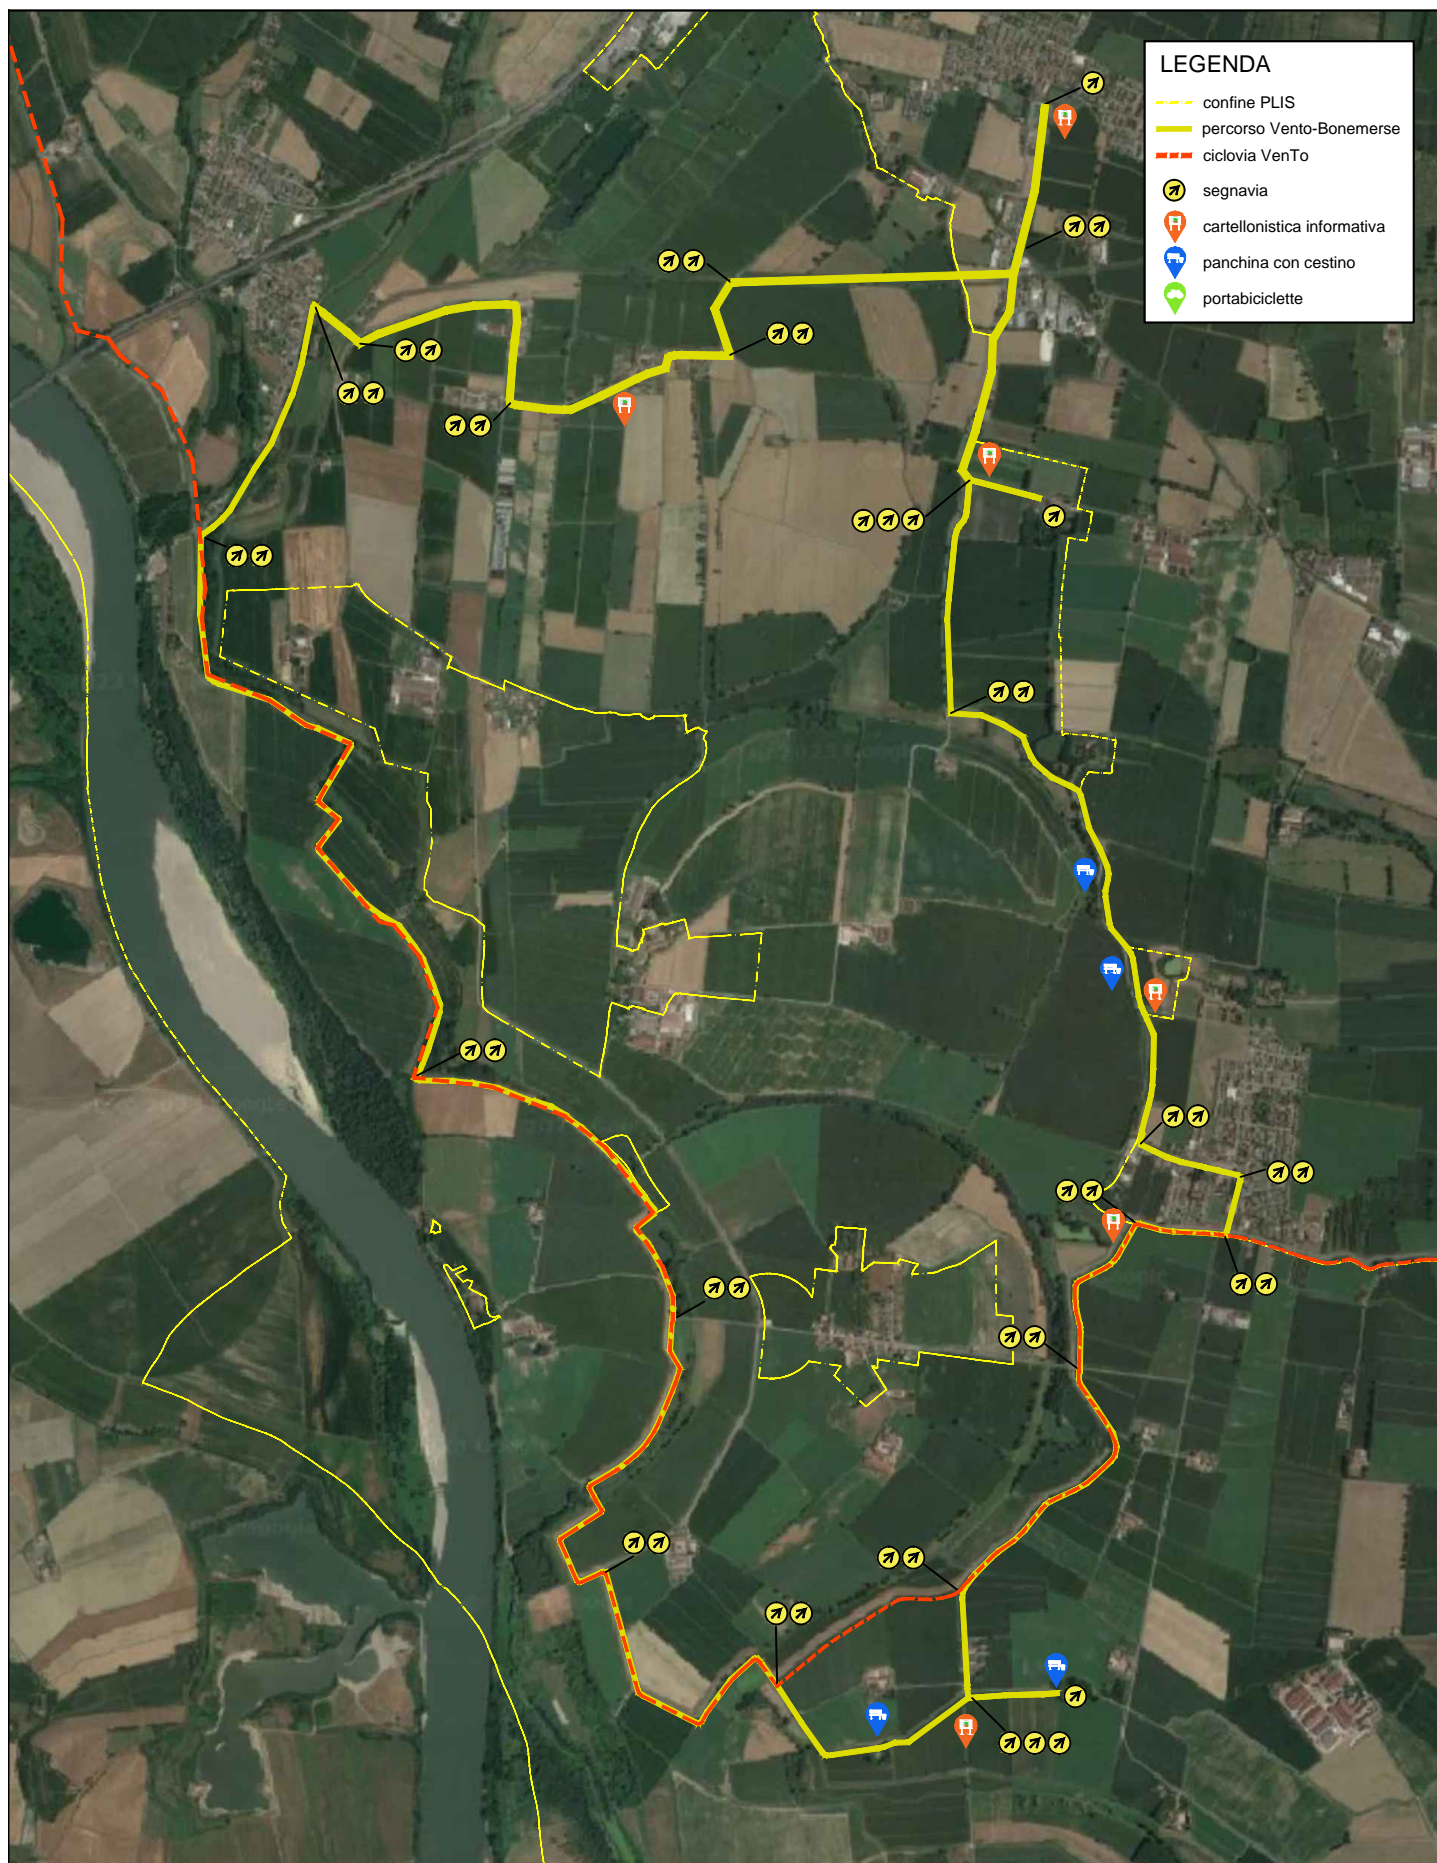 LEGENDA
confine PLIS
percorso Vento-Bonemerse
ciclovia VenTo
segnavia
cartellonistica informativa
panchina con cestino
portabiciclette